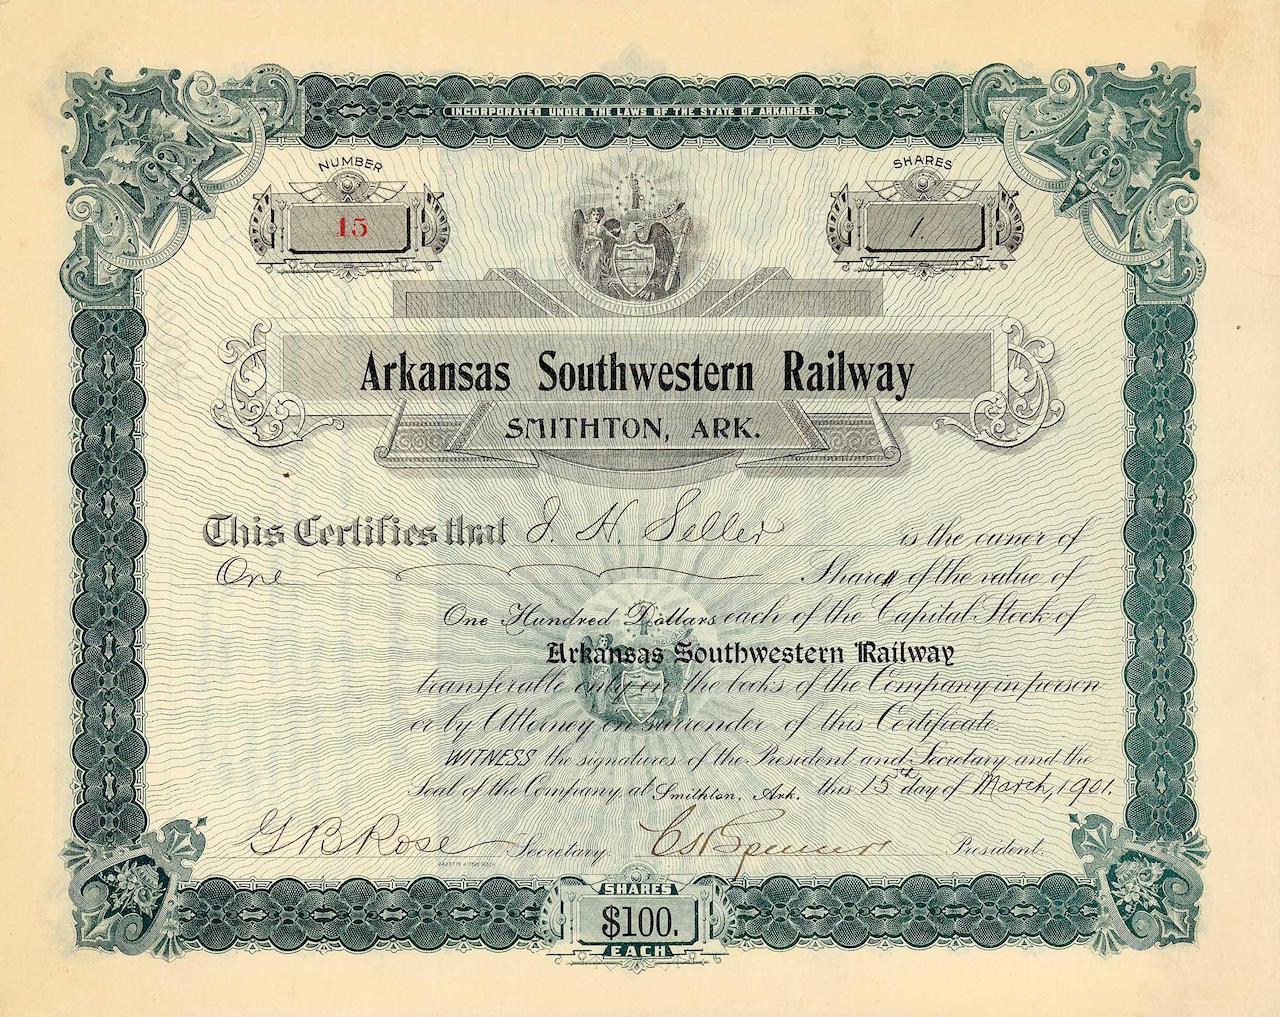 INCORPORATED UNDER THE LAWS OF THE STATE OF ARKANSAS.
NUMBER
15
SHARES
1.
Arkansas Southwestern Railway
SMITHTON, ARK.
This Certifies that J. H. Seller is the owner of
One Share of the value of
One Hundred Dollars each of the Capital Stock of
Arkansas Southwestern Railway
transferable only on the books of the Company in person
or by Attorney on surrender of this Certificate.
WITNESS the signatures of the President and Secretary and the
Seal of the Company, at Smithton, Ark. this 15th day of March, 1901.
G B Rose Secretary. President.
SHARES
$100.
EACH